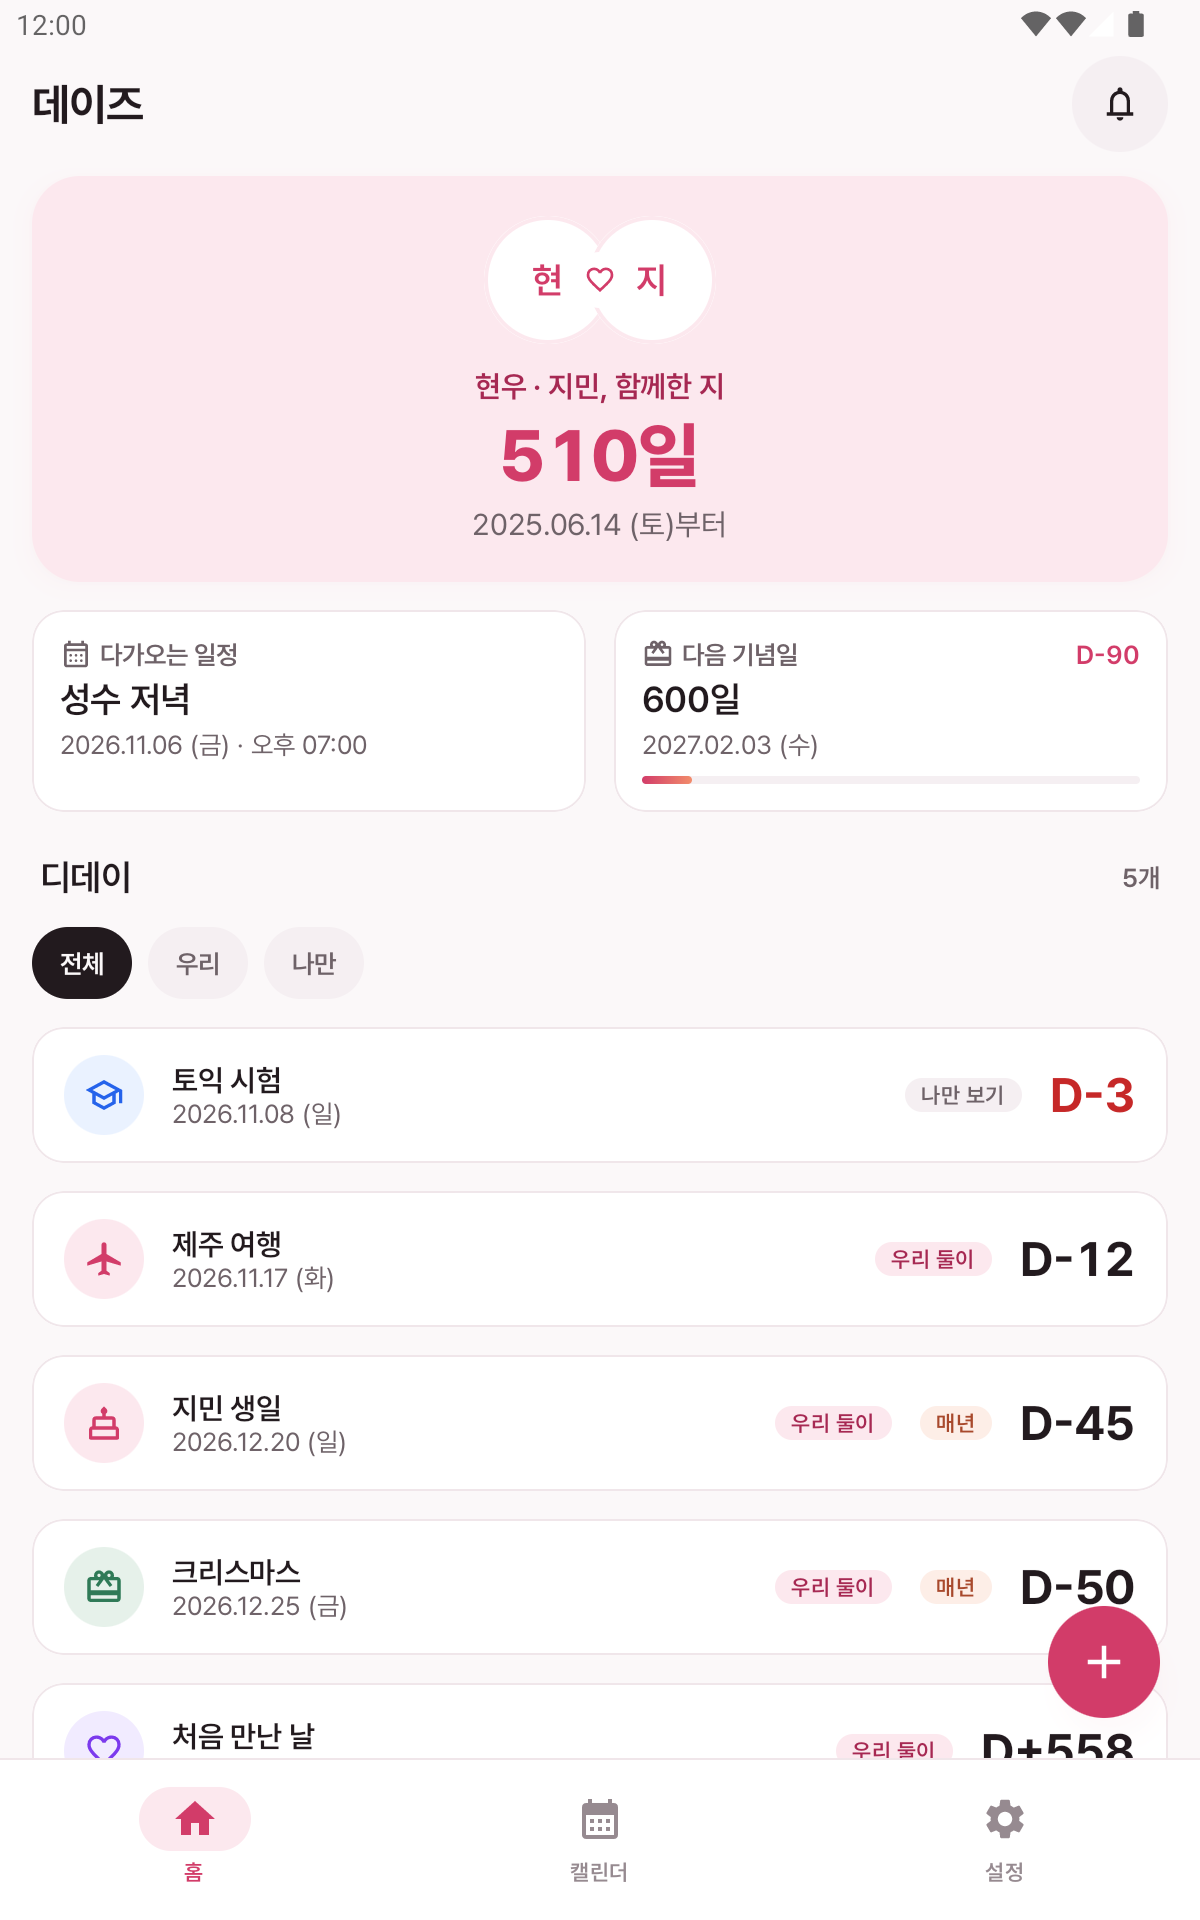 12:00
데이즈
현 지
현우 · 지민, 함께한 지
510일
2025.06.14 (토)부터
다가오는 일정
성수 저녁
2026.11.06 (금) · 오후 07:00
다음 기념일 D-90
600일
2027.02.03 (수)
디데이 5개
전체 우리 나만
토익 시험
2026.11.08 (일)
나만 보기 D-3
제주 여행
2026.11.17 (화)
우리 둘이 D-12
지민 생일
2026.12.20 (일)
우리 둘이 매년 D-45
크리스마스
2026.12.25 (금)
우리 둘이 매년 D-50
처음 만난 날
우리 둘이 D+558
홈 캘린더 설정